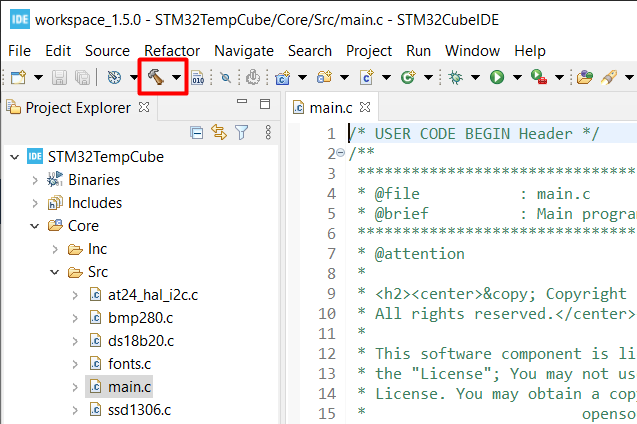 IDE workspace_1.5.0 - STM32TempCube/Core/Src/main.c - STM32CubeIDE
File Edit Source Refactor Navigate Search Project Run Window Help
010
Project Explorer
IDE STM32TempCube
Binaries
Includes
Core
Inc
Src
.c at24_hal_i2c.c
.c bmp280.c
.c ds18b20.c
.c fonts.c
.c main.c
.c ssd1306.c
.c main.c
1 /* USER CODE BEGIN Header */
2 /**
3 ******************************
4 * @file : main.c
5 * @brief : Main progra
6 ******************************
7 * @attention
8 *
9 * <h2><center>&copy; Copyright
10 * All rights reserved.</center>
11 *
12 * This software component is li
13 * the "License"; You may not us
14 * License. You may obtain a cop
15 * openso